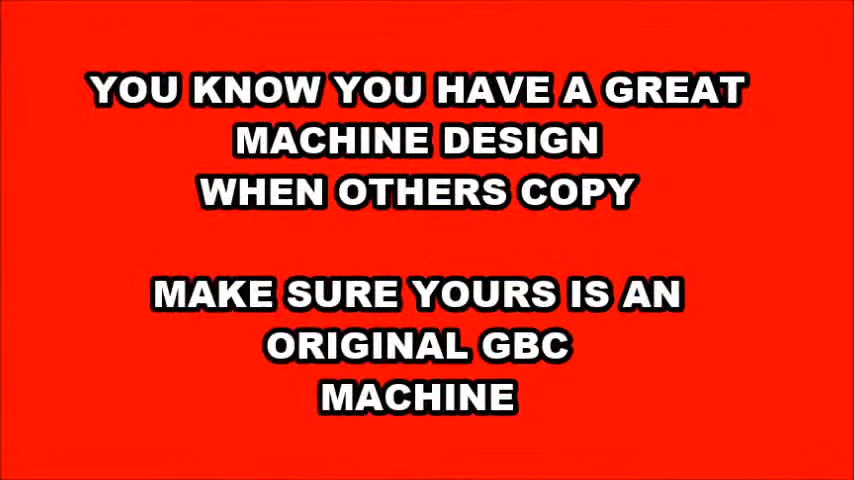 YOU KNOW YOU HAVE A GREAT
MACHINE DESIGN
WHEN OTHERS COPY
MAKE SURE YOURS IS AN
ORIGINAL GBC
MACHINE